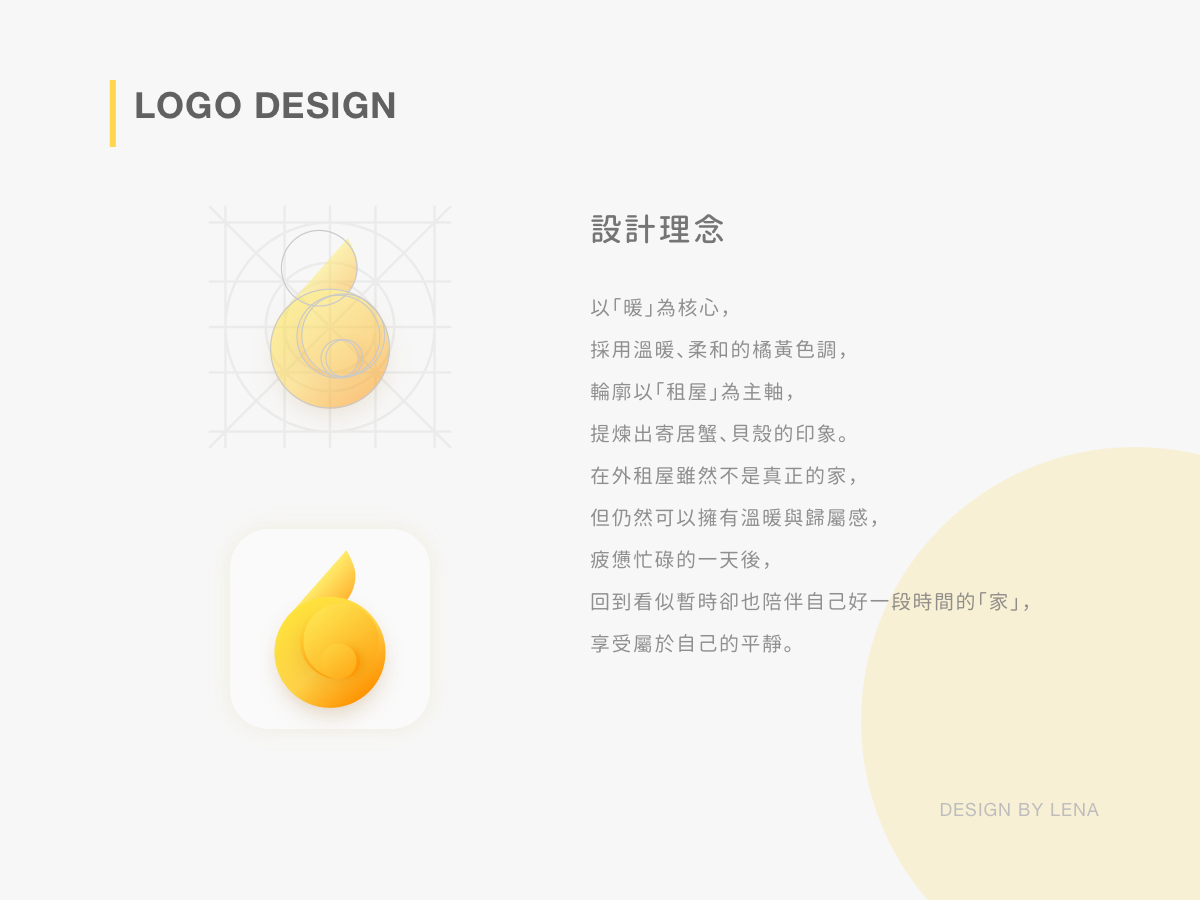 LOGO DESIGN
設計理念
以「暖」為核心，
採用溫暖、柔和的橘黃色調，
輪廓以「租屋」為主軸，
提煉出寄居蟹、貝殼的印象。
在外租屋雖然不是真正的家，
但仍然可以擁有溫暖與歸屬感，
疲憊忙碌的一天後，
回到看似暫時卻也陪伴自己好一段時間的「家」，
享受屬於自己的平靜。
DESIGN BY LENA